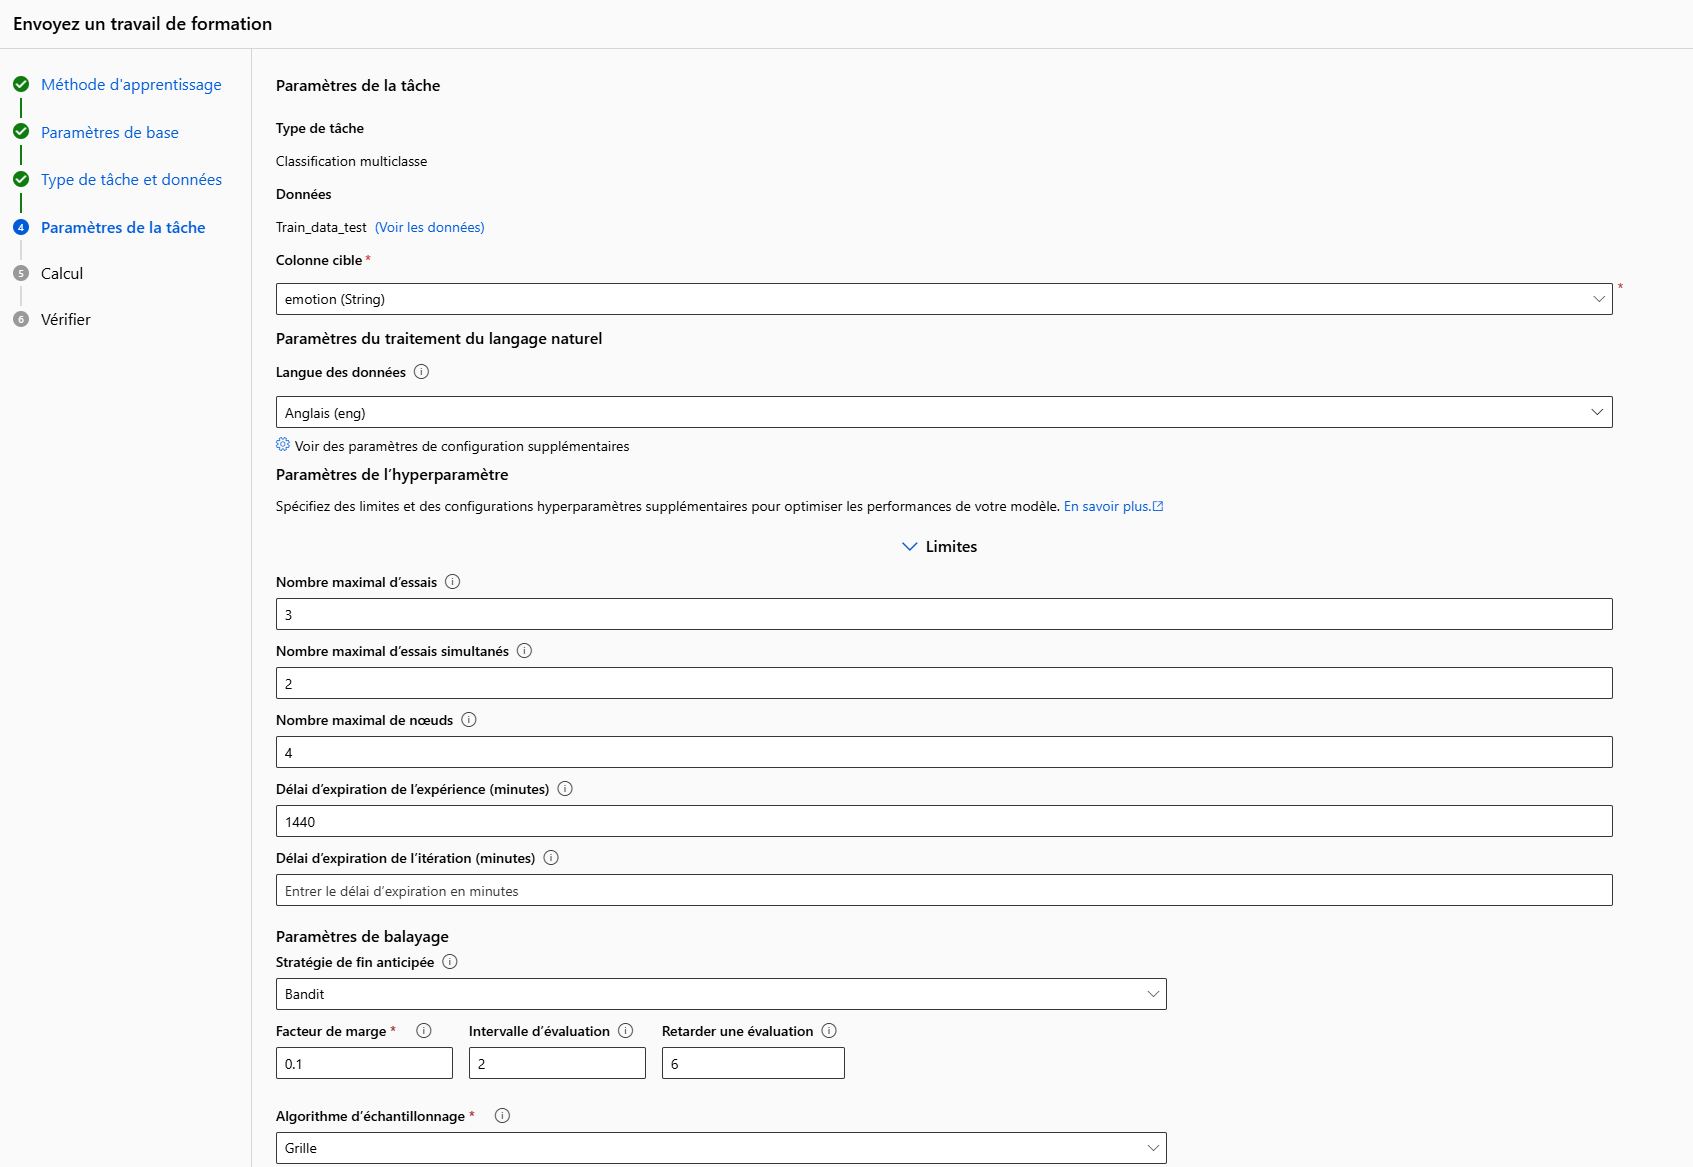 Envoyez un travail de formation
Méthode d'apprentissage
Paramètres de base
Type de tâche et données
4 Paramètres de la tâche
5 Calcul
6 Vérifier
Paramètres de la tâche
Type de tâche
Classification multiclasse
Données
Train_data_test (Voir les données)
Colonne cible *
emotion (String) *
Paramètres du traitement du langage naturel
Langue des données
Anglais (eng)
Voir des paramètres de configuration supplémentaires
Paramètres de l’hyperparamètre
Spécifiez des limites et des configurations hyperparamètres supplémentaires pour optimiser les performances de votre modèle. En savoir plus.
Limites
Nombre maximal d’essais
3
Nombre maximal d’essais simultanés
2
Nombre maximal de nœuds
4
Délai d’expiration de l’expérience (minutes)
1440
Délai d’expiration de l’itération (minutes)
Entrer le délai d’expiration en minutes
Paramètres de balayage
Stratégie de fin anticipée
Bandit
Facteur de marge * Intervalle d’évaluation Retarder une évaluation
0.1 2 6
Algorithme d’échantillonnage *
Grille